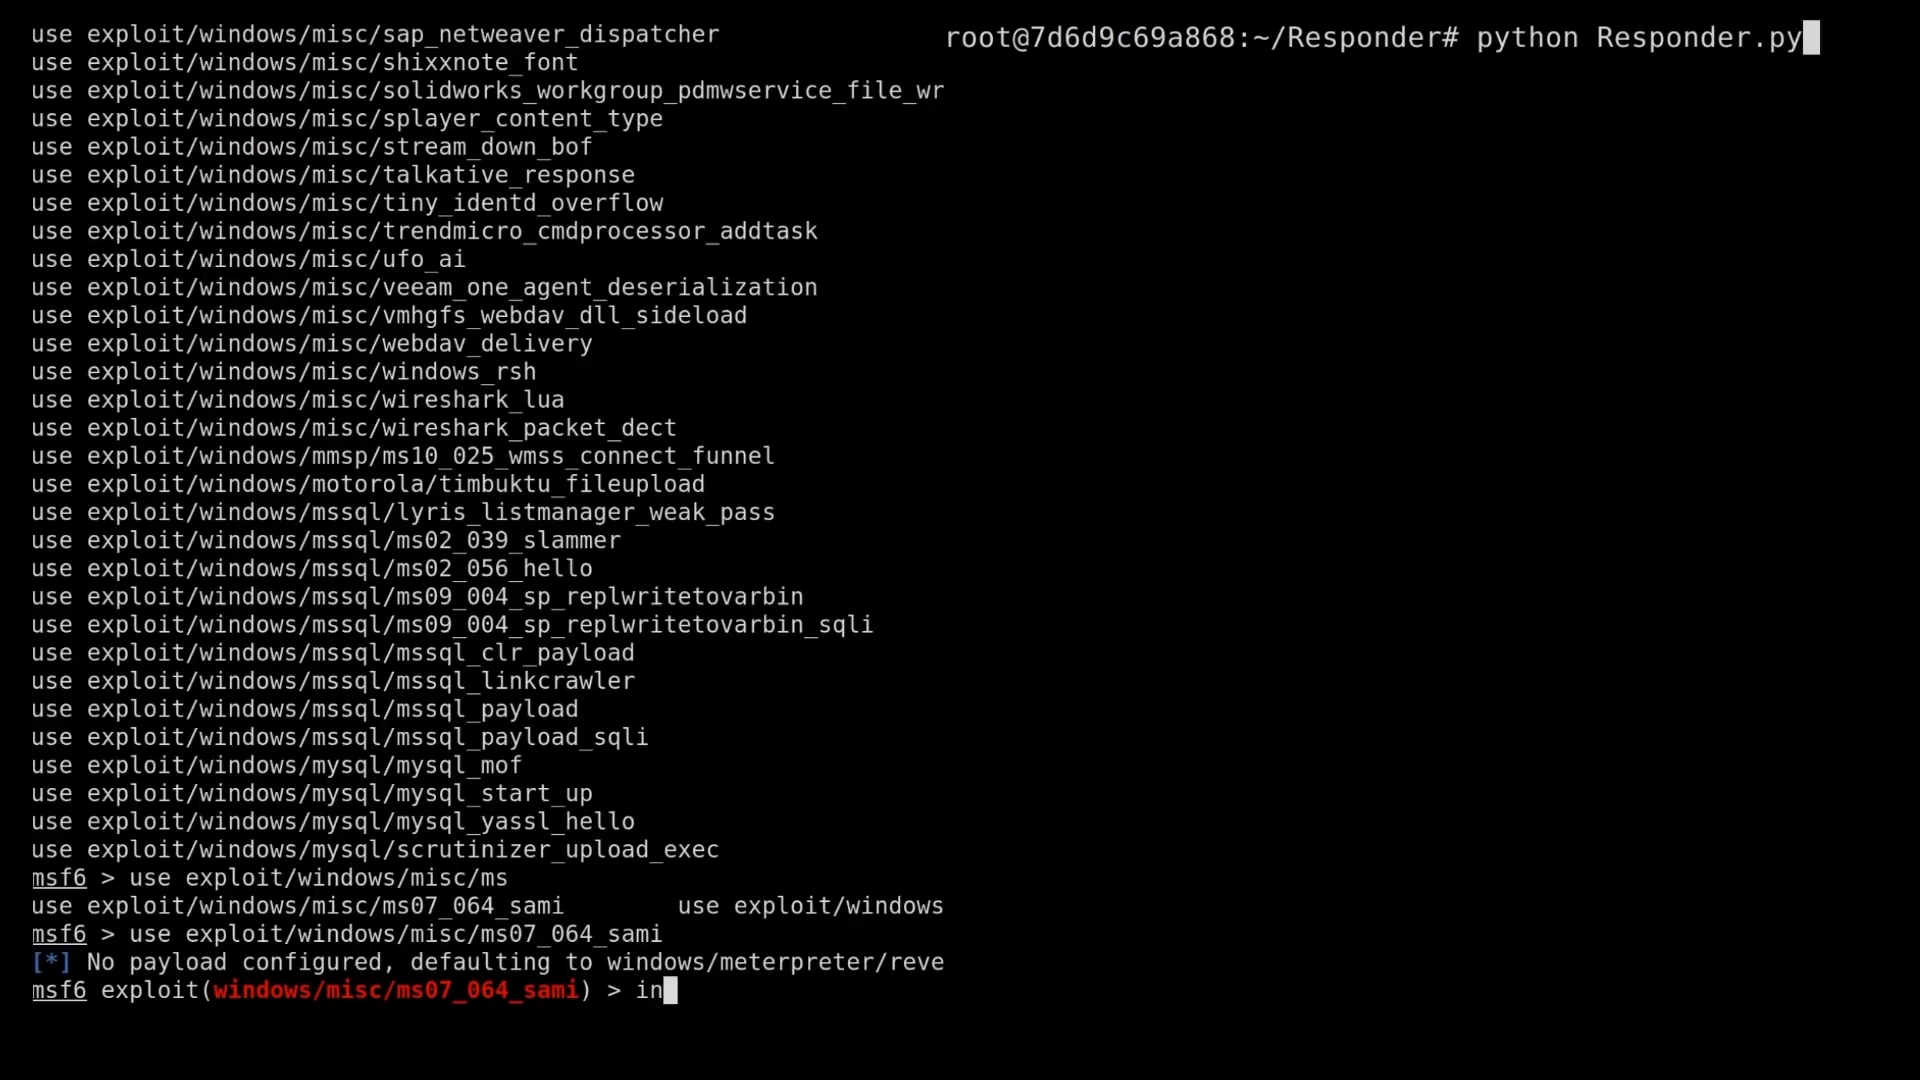 use exploit/windows/misc/sap_netweaver_dispatcher
use exploit/windows/misc/shixxnote_font
use exploit/windows/misc/solidworks_workgroup_pdmwservice_file_wr
use exploit/windows/misc/splayer_content_type
use exploit/windows/misc/stream_down_bof
use exploit/windows/misc/talkative_response
use exploit/windows/misc/tiny_identd_overflow
use exploit/windows/misc/trendmicro_cmdprocessor_addtask
use exploit/windows/misc/ufo_ai
use exploit/windows/misc/veeam_one_agent_deserialization
use exploit/windows/misc/vmhgfs_webdav_dll_sideload
use exploit/windows/misc/webdav_delivery
use exploit/windows/misc/windows_rsh
use exploit/windows/misc/wireshark_lua
use exploit/windows/misc/wireshark_packet_dect
use exploit/windows/mmsp/ms10_025_wmss_connect_funnel
use exploit/windows/motorola/timbuktu_fileupload
use exploit/windows/mssql/lyris_listmanager_weak_pass
use exploit/windows/mssql/ms02_039_slammer
use exploit/windows/mssql/ms02_056_hello
use exploit/windows/mssql/ms09_004_sp_replwritetovarbin
use exploit/windows/mssql/ms09_004_sp_replwritetovarbin_sqli
use exploit/windows/mssql/mssql_clr_payload
use exploit/windows/mssql/mssql_linkcrawler
use exploit/windows/mssql/mssql_payload
use exploit/windows/mssql/mssql_payload_sqli
use exploit/windows/mysql/mysql_mof
use exploit/windows/mysql/mysql_start_up
use exploit/windows/mysql/mysql_yassl_hello
use exploit/windows/mysql/scrutinizer_upload_exec
msf6 > use exploit/windows/misc/ms
use exploit/windows/misc/ms07_064_sami        use exploit/windows
msf6 > use exploit/windows/misc/ms07_064_sami
[*] No payload configured, defaulting to windows/meterpreter/reve
msf6 exploit(windows/misc/ms07_064_sami) > in
root@7d6d9c69a868:~/Responder# python Responder.py